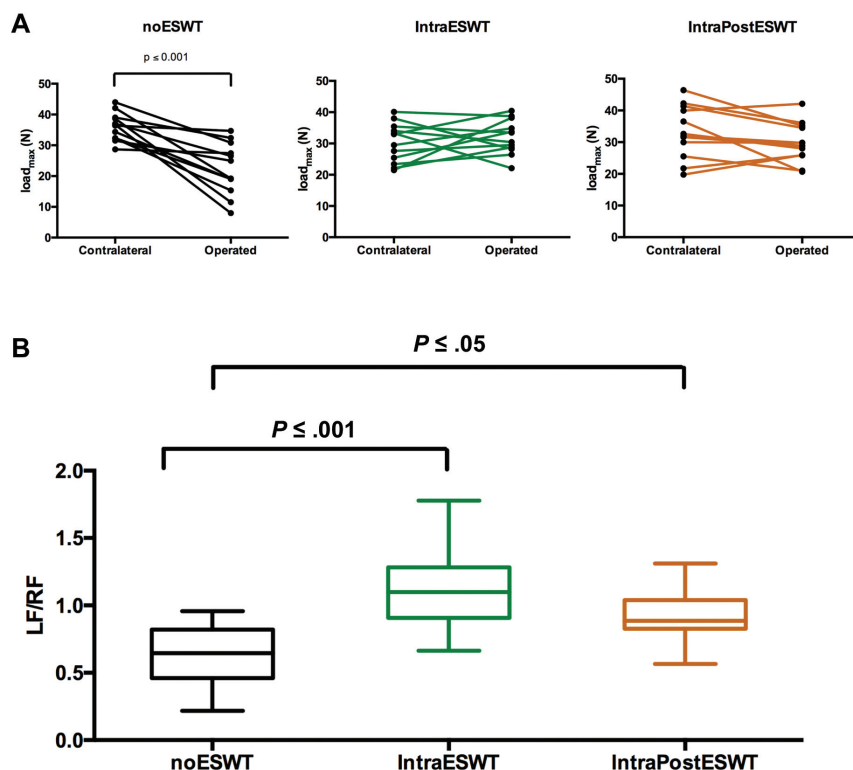 A
noESWT
IntraESWT
IntraPostESWT
p ≤ 0.001
50
40
30
20
10
0
load_max (N)
Contralateral Operated
50
40
30
20
10
0
load_max (N)
Contralateral Operated
50
40
30
20
10
0
load_max (N)
Contralateral Operated
B
P ≤ .05
P ≤ .001
2.0
1.5
1.0
0.5
0.0
LF/RF
noESWT IntraESWT IntraPostESWT